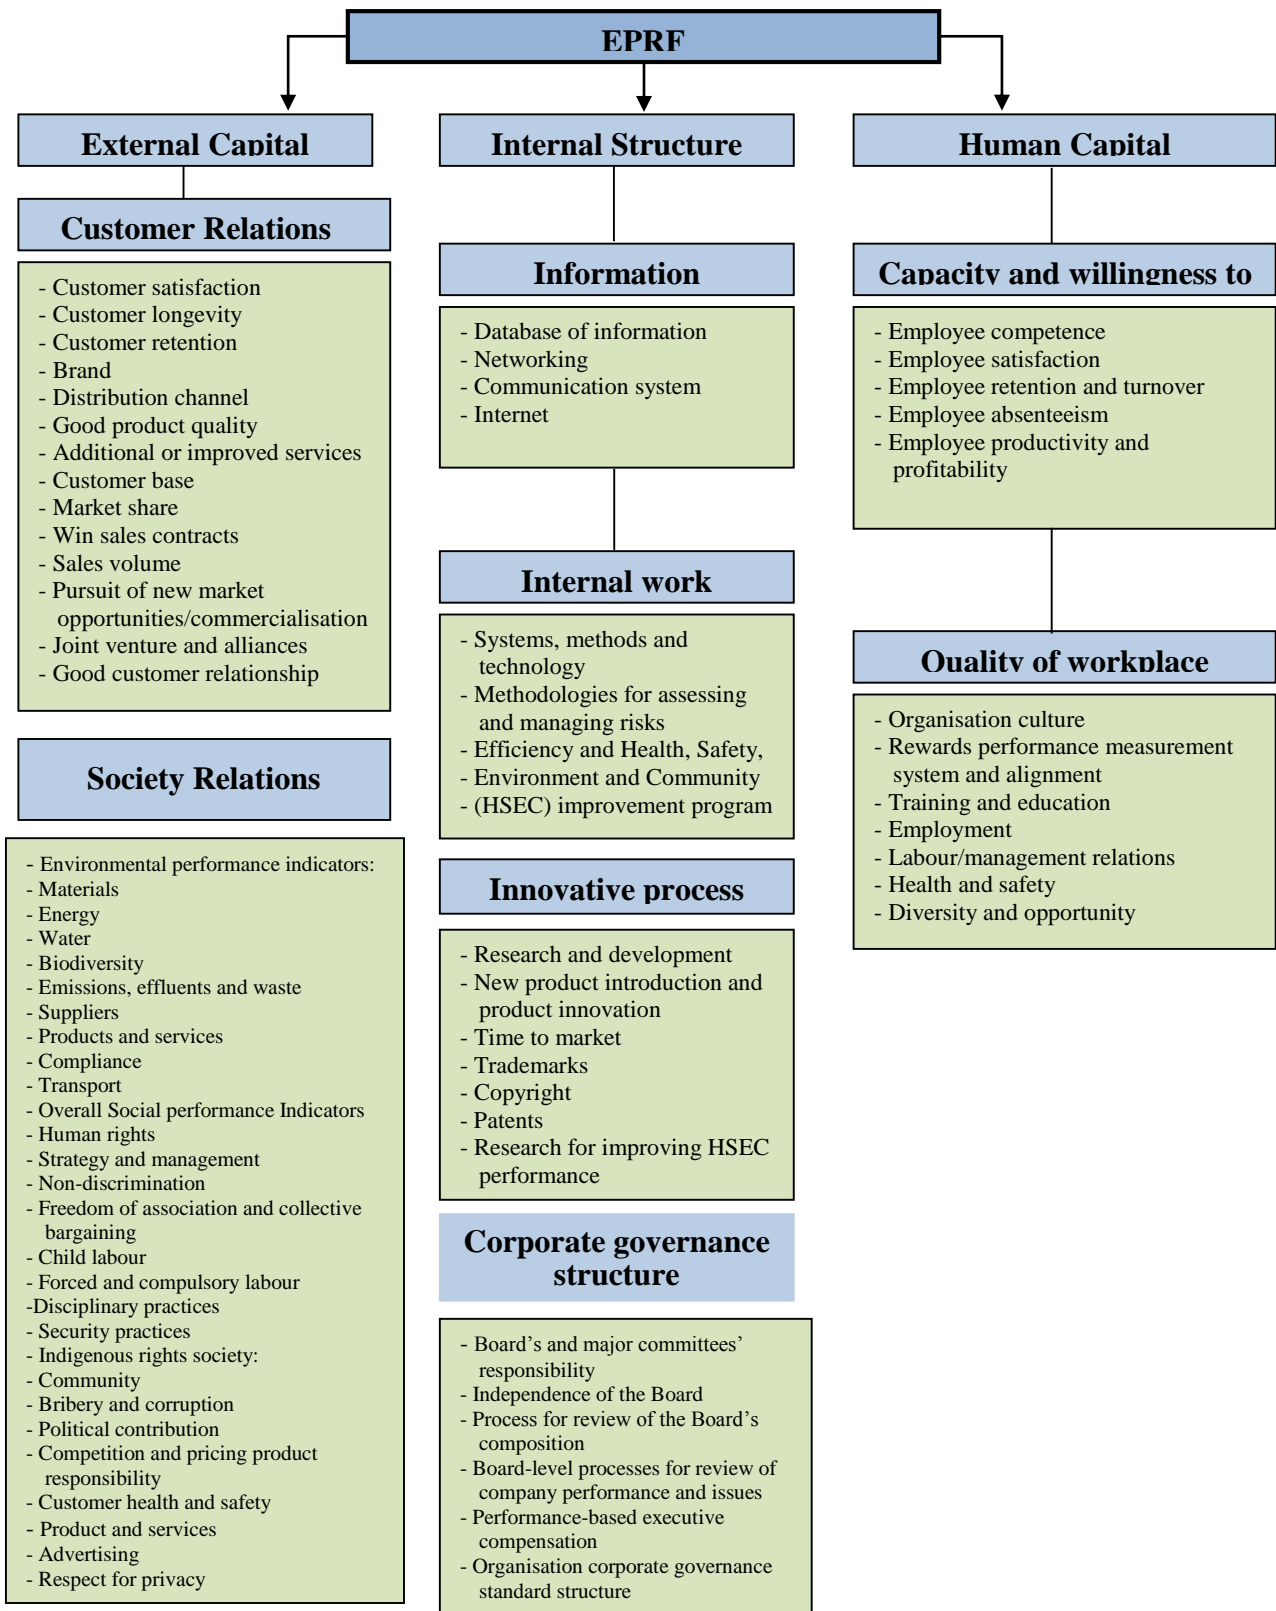 EPRF
External Capital
Customer Relations
- Customer satisfaction
- Customer longevity
- Customer retention
- Brand
- Distribution channel
- Good product quality
- Additional or improved services
- Customer base
- Market share
- Win sales contracts
- Sales volume
- Pursuit of new market
opportunities/commercialisation
- Joint venture and alliances
- Good customer relationship
Society Relations
- Environmental performance indicators:
- Materials
- Energy
- Water
- Biodiversity
- Emissions, effluents and waste
- Suppliers
- Products and services
- Compliance
- Transport
- Overall Social performance Indicators
- Human rights
- Strategy and management
- Non-discrimination
- Freedom of association and collective
bargaining
- Child labour
- Forced and compulsory labour
-Disciplinary practices
- Security practices
- Indigenous rights society:
- Community
- Bribery and corruption
- Political contribution
- Competition and pricing product
responsibility
- Customer health and safety
- Product and services
- Advertising
- Respect for privacy
Internal Structure
Information
- Database of information
- Networking
- Communication system
- Internet
Internal work
- Systems, methods and
technology
- Methodologies for assessing
and managing risks
- Efficiency and Health, Safety,
- Environment and Community
- (HSEC) improvement program
Innovative process
- Research and development
- New product introduction and
product innovation
- Time to market
- Trademarks
- Copyright
- Patents
- Research for improving HSEC
performance
Corporate governance
structure
- Board’s and major committees’
responsibility
- Independence of the Board
- Process for review of the Board’s
composition
- Board-level processes for review of
company performance and issues
- Performance-based executive
compensation
- Organisation corporate governance
standard structure
Human Capital
Capacity and willingness to
- Employee competence
- Employee satisfaction
- Employee retention and turnover
- Employee absenteeism
- Employee productivity and
profitability
Quality of workplace
- Organisation culture
- Rewards performance measurement
system and alignment
- Training and education
- Employment
- Labour/management relations
- Health and safety
- Diversity and opportunity